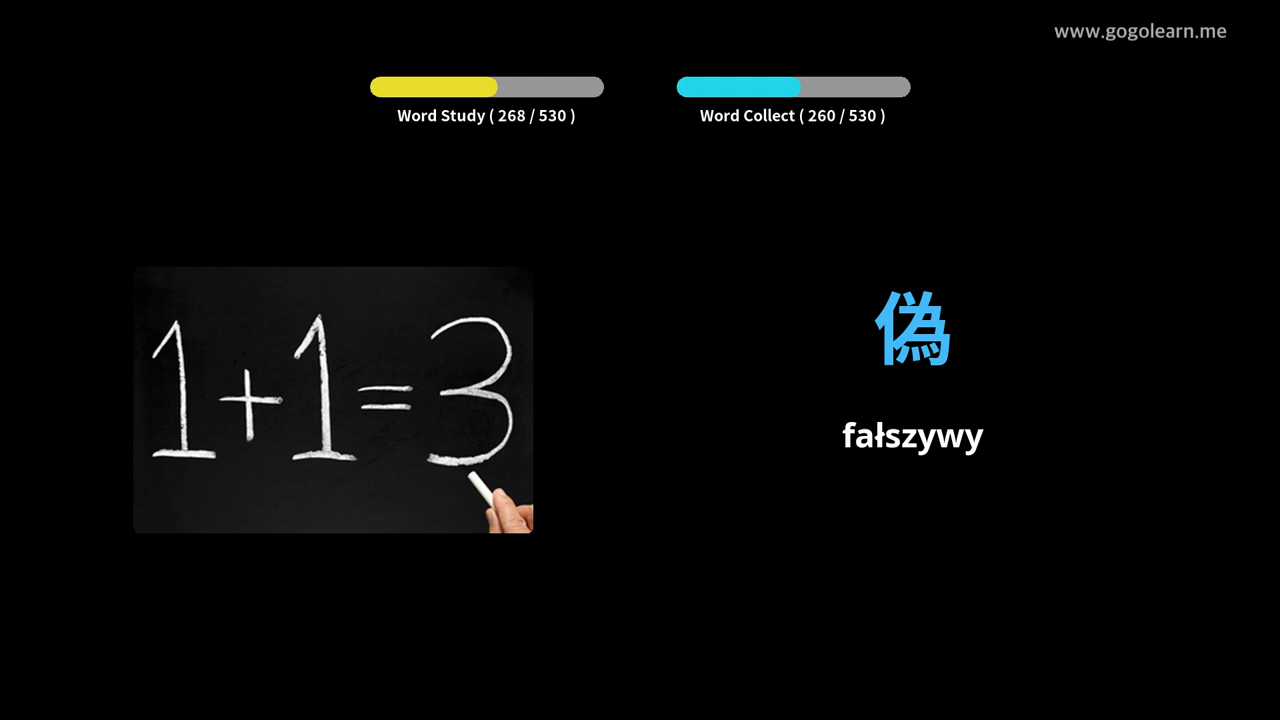 www.gogolearn.me
Word Study ( 268 / 530 )
Word Collect ( 260 / 530 )
1+1=3
偽
fałszywy